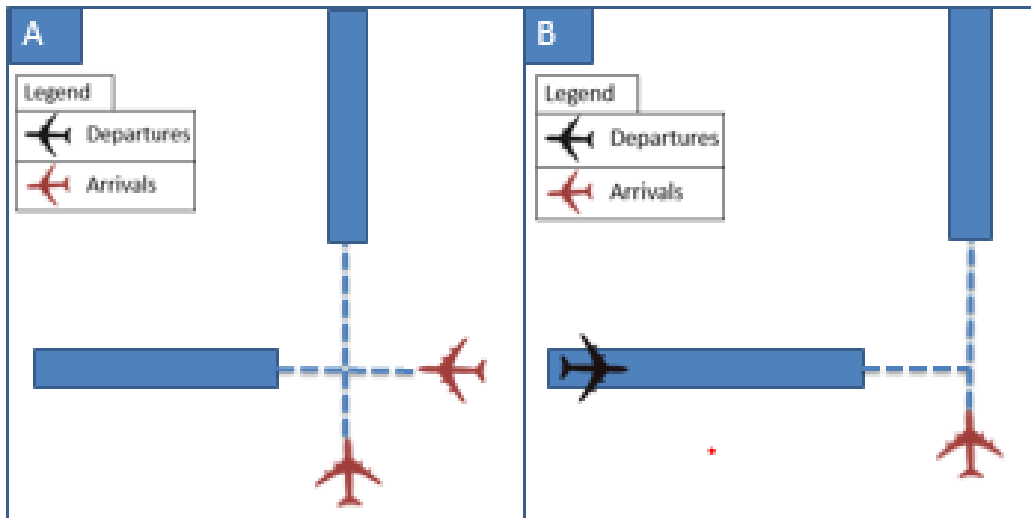 A
Legend
Departures
Arrivals
B
Legend
Departures
Arrivals